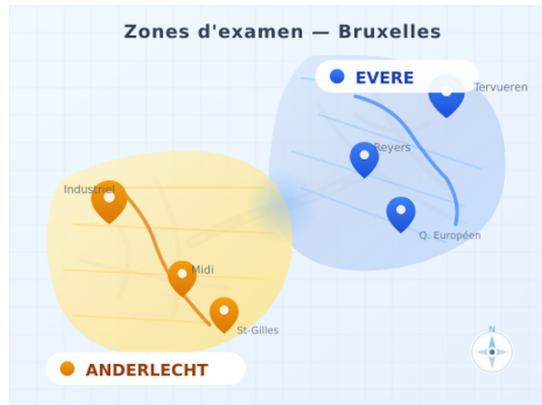 Zones d'examen — Bruxelles
EVERE
Tervueren
Reyers
Industriel
Q. Européen
Midi
St-Gilles
N
ANDERLECHT